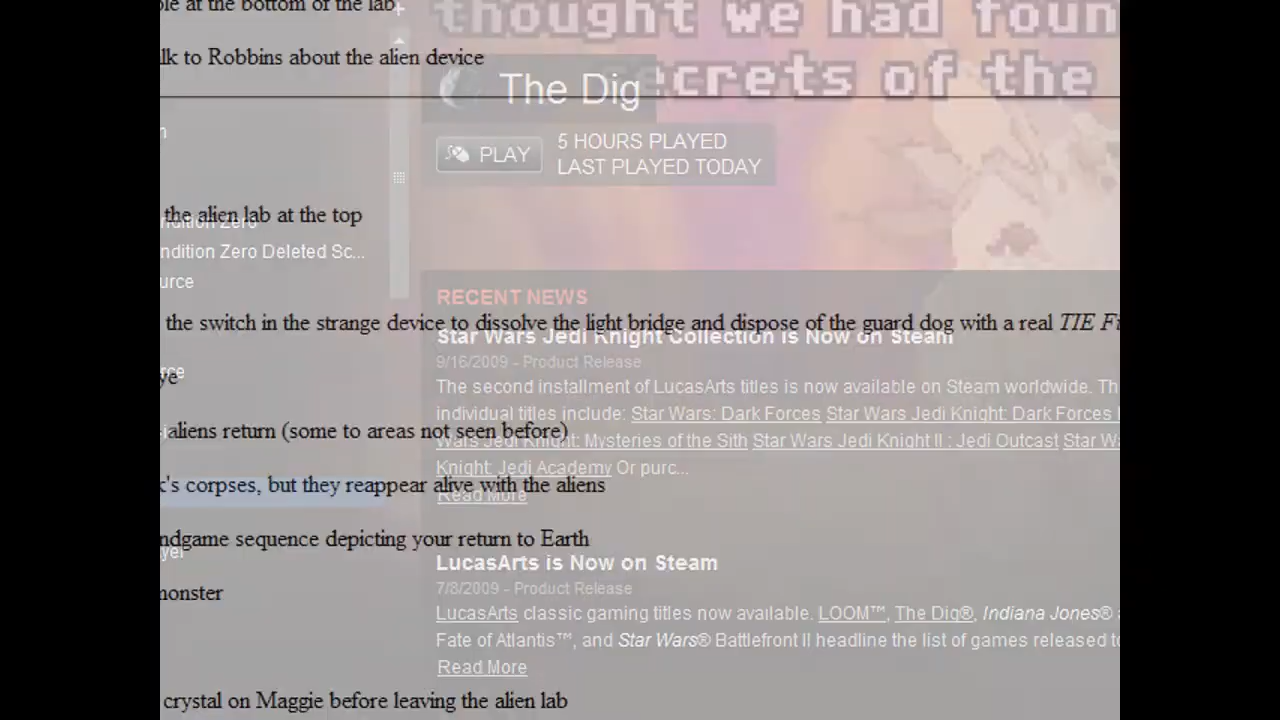 at the bottom of the lab
thought we had foun
to Robbins about the alien device
secrets of the
The Dig
PLAY
5 HOURS PLAYED
LAST PLAYED TODAY
the alien lab at the top
ndition Zero
ndition Zero Deleted Sc...
urce
RECENT NEWS
the switch in the strange device to dissolve the light bridge and dispose of the guard dog with a real TIE Fi
Star Wars Jedi Knight Collection is Now on Steam
9/16/2009 - Product Release
The second installment of LucasArts titles is now available on Steam worldwide. Th
individual titles include: Star Wars: Dark Forces Star Wars Jedi Knight: Dark Forces
aliens return (some to areas not seen before)
Wars Jedi Knight: Mysteries of the Sith Star Wars Jedi Knight II : Jedi Outcast Star W
Knight: Jedi Academy Or purc...
k's corpses, but they reappear alive with the aliens
Read More
ndgame sequence depicting your return to Earth
LucasArts is Now on Steam
7/8/2009 - Product Release
monster
LucasArts classic gaming titles now available. LOOM™, The Dig®, Indiana Jones®
Fate of Atlantis™, and Star Wars® Battlefront II headline the list of games released t
Read More
crystal on Maggie before leaving the alien lab